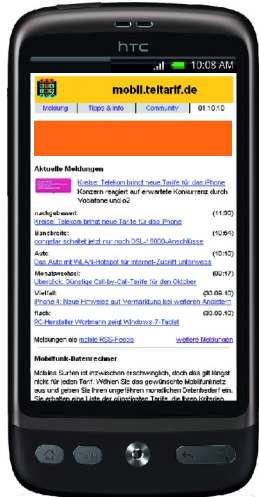 htc
10:08 AM
mobil.teltarif.de
Meldung Tipps & Info Community 01.10.10
Aktuelle Meldungen
Kreise: Telekom bringt neue Tarife für das iPhone
Konzern reagiert auf erwartete Konkurrenz durch
Vodafone und o2
nachgebessert: (11:30)
Kreise: Telekom bringt neue Tarife für das iPhone
Bandbreite: (10:54)
congstar schaltet jetzt nur noch DSL-16000-Anschlüsse
Auto: (10:10)
Das Auto mit WLAN-Hotspot für Internet-Zugriff unterwegs
Monatswechsel: (09:17)
Überblick: Günstige Call-by-Call-Tarife für den Oktober
Vielfalt: (30.09.10)
iPhone 4: Neue Hinweise auf Vermarktung bei weiteren Anbietern
flach: (30.09.10)
PC-Hersteller Wortmann zeigt Windows-7-Tablet
Meldungen als mobile RSS-Feeds weitere Meldungen
Mobilfunk-Datenrechner
Mobiles Surfen ist inzwischen erschwinglich, doch das gilt längst
nicht für jeden Tarif. Wählen Sie das gewünschte Mobilfunknetz
aus und geben Sie Ihren ungefähren monatlichen Datenbedarf ein.
Sie erhalten eine Liste der günstigsten Tarife, die Ihren Kriterien